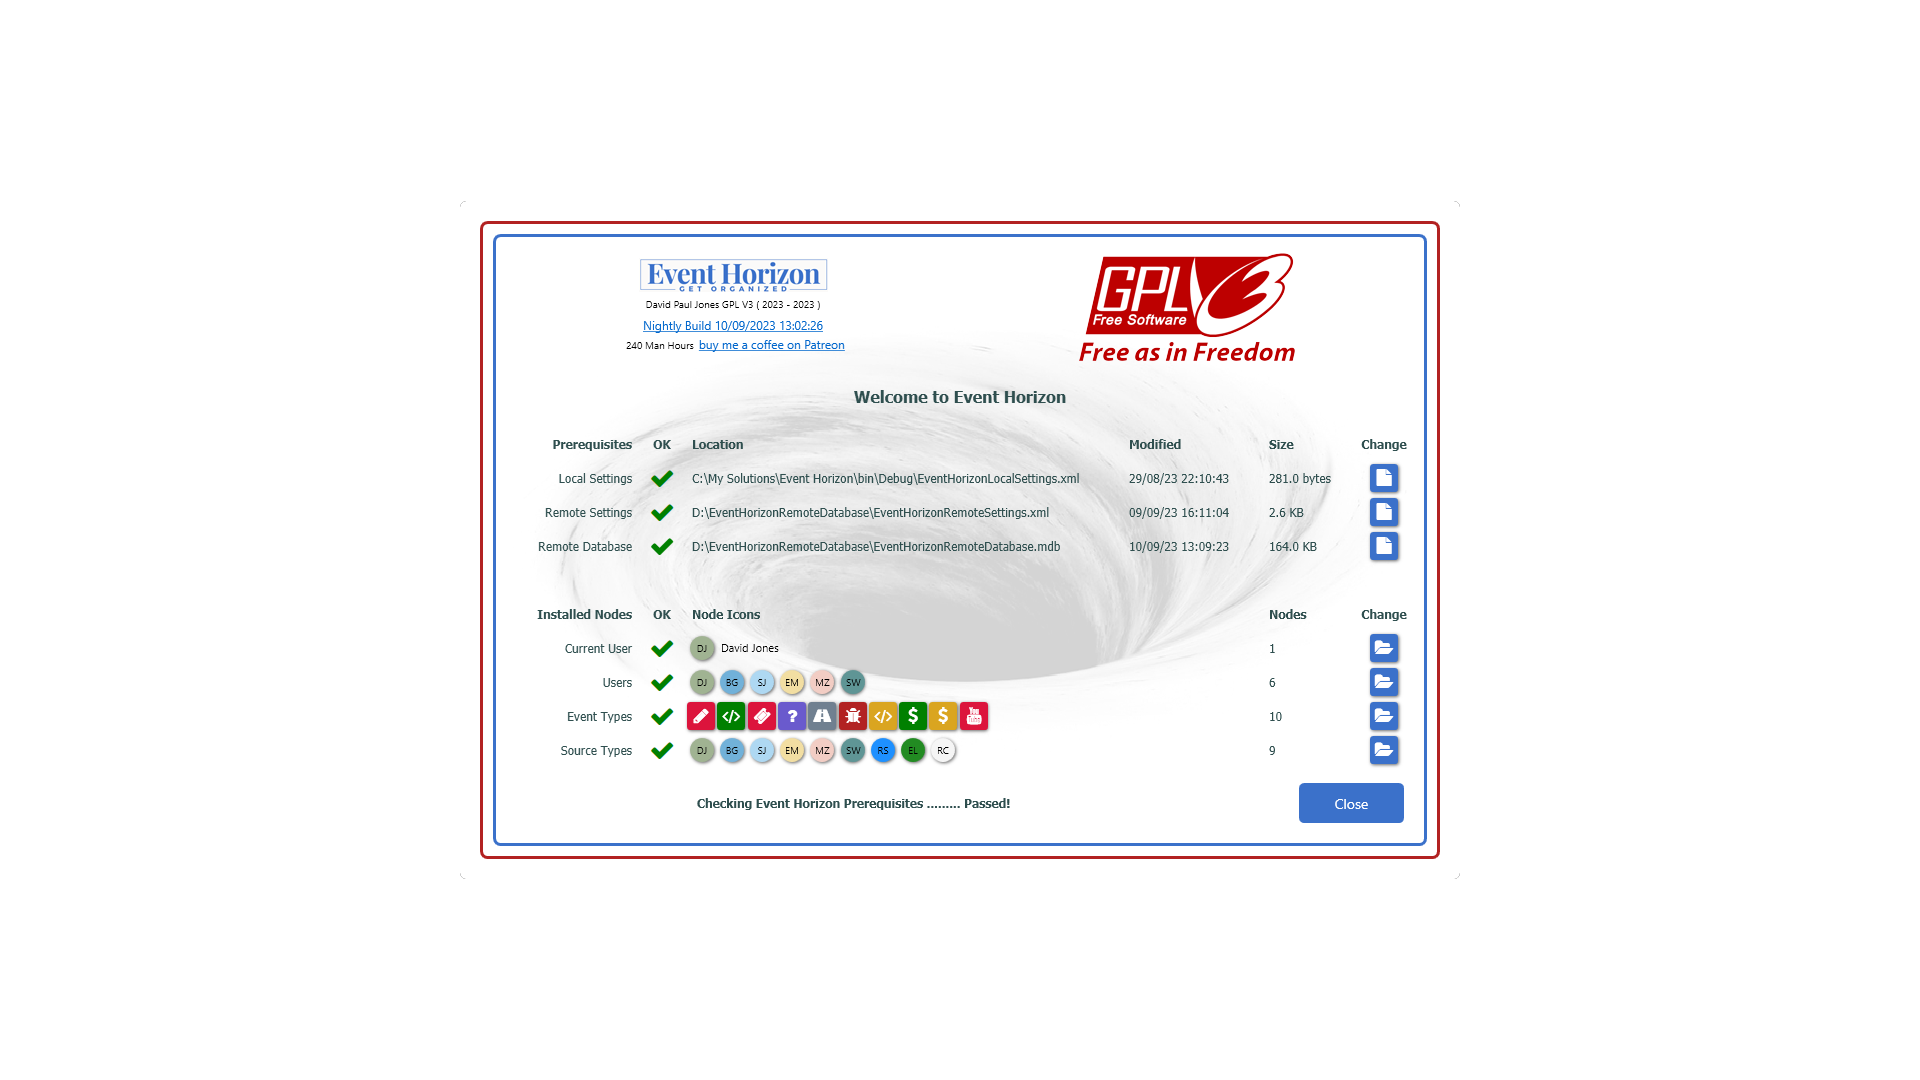 Event Horizon
GET ORGANIZED
David Paul Jones GPL V3 ( 2023 - 2023 )
Nightly Build 10/09/2023 13:02:26
240 Man Hours buy me a coffee on Patreon
GPLV3
Free Software
Free as in Freedom
Welcome to Event Horizon
Prerequisites OK Location Modified Size Change
Local Settings C:\My Solutions\Event Horizon\bin\Debug\EventHorizonLocalSettings.xml 29/08/23 22:10:43 281.0 bytes
Remote Settings D:\EventHorizonRemoteDatabase\EventHorizonRemoteSettings.xml 09/09/23 16:11:04 2.6 KB
Remote Database D:\EventHorizonRemoteDatabase\EventHorizonRemoteDatabase.mdb 10/09/23 13:09:23 164.0 KB
Installed Nodes OK Node Icons Nodes Change
Current User DJ David Jones 1
Users DJ BG SJ EM MZ SW 6
Event Types </> ? </> $ $ You Tube 10
Source Types DJ BG SJ EM MZ SW RS EL RC 9
Checking Event Horizon Prerequisites ......... Passed!
Close